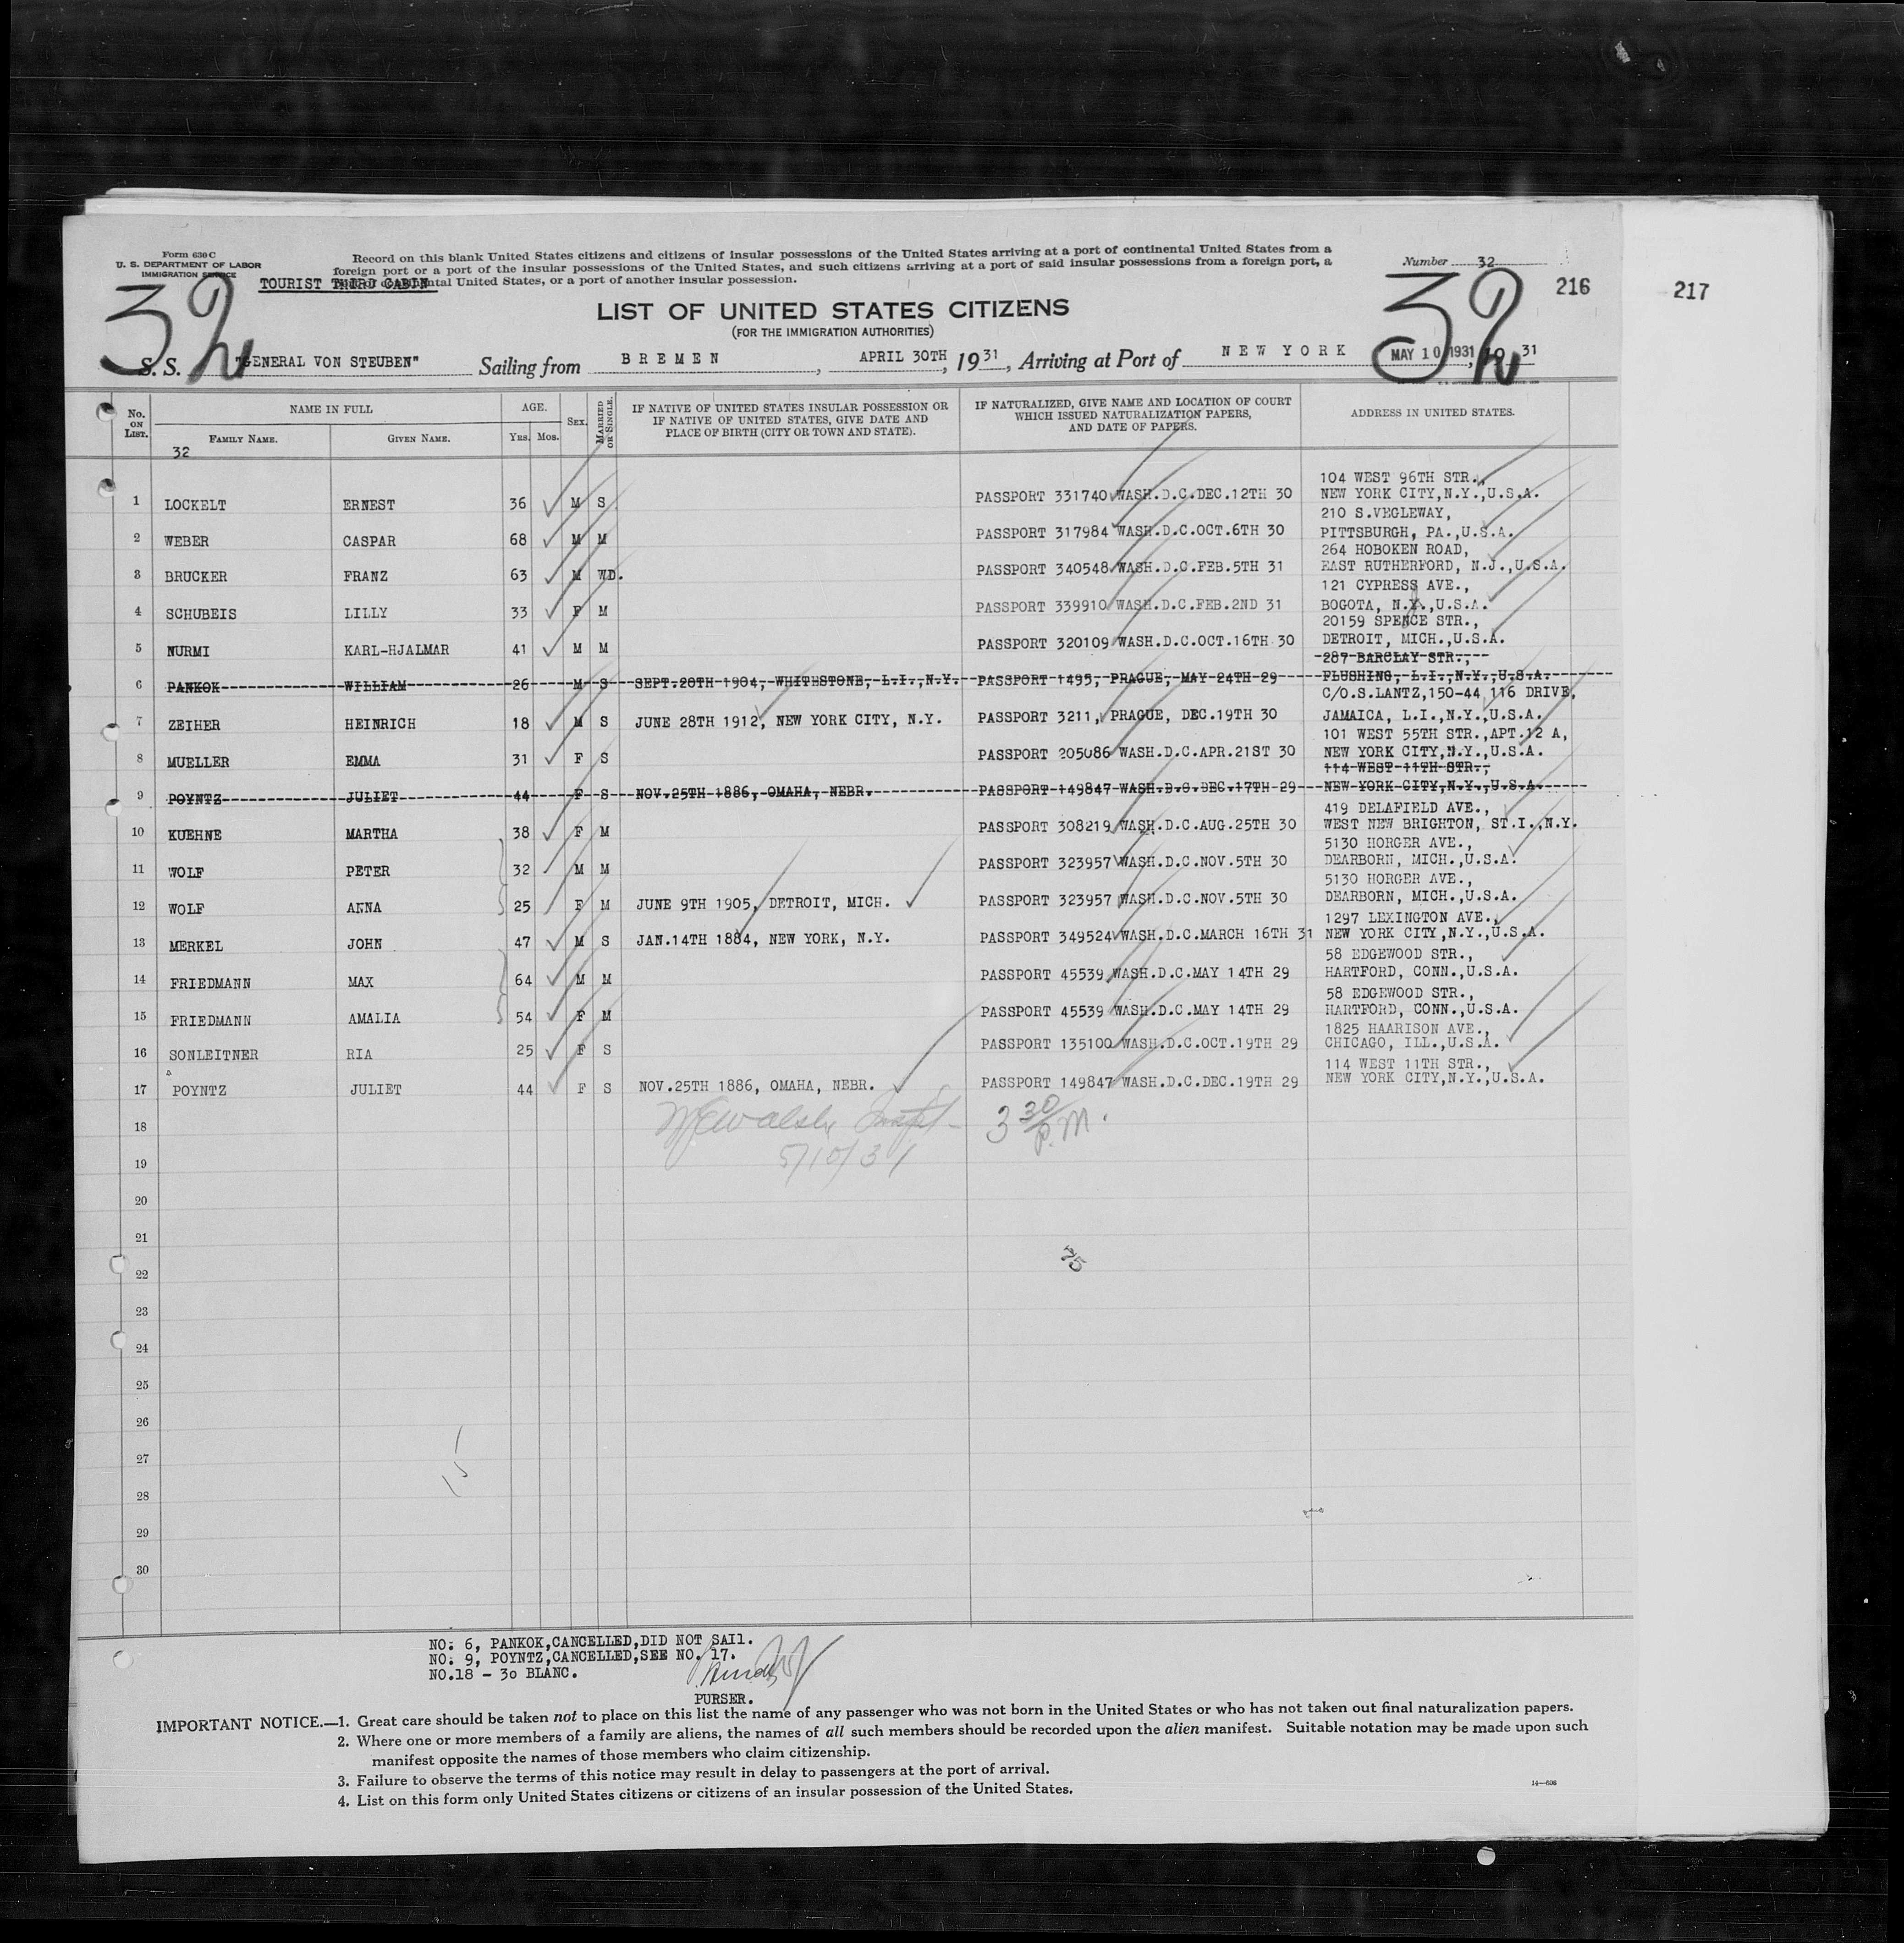 Form 630 C
U. S. DEPARTMENT OF LABOR
IMMIGRATION SERVICE
Record on this blank United States citizens and citizens of insular possessions of the United States arriving at a port of continental United States from a
foreign port or a port of the insular possessions of the United States, and such citizens arriving at a port of said insular possessions from a foreign port, a
port of continental United States, or a port of another insular possession.
TOURIST THIRD CABIN
Number 32
32
32
216
217
LIST OF UNITED STATES CITIZENS
(FOR THE IMMIGRATION AUTHORITIES)
S. S. "GENERAL VON STEUBEN" Sailing from BREMEN, APRIL 30TH, 1931, Arriving at Port of NEW YORK MAY 10 1931, 1931
No. ON LIST. NAME IN FULL FAMILY NAME. GIVEN NAME. AGE. YRS. MOS. SEX. MARRIED OR SINGLE. IF NATIVE OF UNITED STATES INSULAR POSSESSION OR IF NATIVE OF UNITED STATES, GIVE DATE AND PLACE OF BIRTH (CITY OR TOWN AND STATE). IF NATURALIZED, GIVE NAME AND LOCATION OF COURT WHICH ISSUED NATURALIZATION PAPERS, AND DATE OF PAPERS. ADDRESS IN UNITED STATES.
32
104 WEST 96TH STR.,
1 LOCKELT ERNEST 36 M S PASSPORT 331740 WASH.D.C.DEC.12TH 30 NEW YORK CITY,N.Y.,U.S.A.
210 S.VEGLEWAY,
2 WEBER CASPAR 68 M M PASSPORT 317984 WASH.D.C.OCT.6TH 30 PITTSBURGH, PA.,U.S.A.
264 HOBOKEN ROAD,
3 BRUCKER FRANZ 63 M WD. PASSPORT 340548 WASH.D.C.FEB.5TH 31 EAST RUTHERFORD, N.J.,U.S.A.
121 CYPRESS AVE.,
4 SCHUBEIS LILLY 33 F M PASSPORT 339910 WASH.D.C.FEB.2ND 31 BOGOTA, N.Y.,U.S.A.
20159 SPENCE STR.,
5 NURMI KARL-HJALMAR 41 M M PASSPORT 320109 WASH.D.C.OCT.16TH 30 DETROIT, MICH.,U.S.A.
287 BARCLAY STR.,
6 PANKOK WILLIAM 26 M S SEPT.28TH 1904, WHITHSTONE, L.I.,N.Y. PASSPORT 1495, PRAGUE, MAY 24TH 29 FLUSHING, L.I.,N.Y.,U.S.A.
C/O.S.LANTZ,150-44 116 DRIVE,
7 ZEIHER HEINRICH 18 M S JUNE 28TH 1912, NEW YORK CITY, N.Y. PASSPORT 3211, PRAGUE, DEC.19TH 30 JAMAICA, L.I.,N.Y.,U.S.A.
101 WEST 55TH STR.,APT.12 A,
8 MUELLER EMMA 31 F S PASSPORT 205086 WASH.D.C.APR.21ST 30 NEW YORK CITY,N.Y.,U.S.A.
114 WEST 11TH STR.,
9 POYNTZ JULIET 44 F S NOV.25TH 1886, OMAHA, NEBR. PASSPORT 149847 WASH.D.C.DEC.17TH 29 NEW YORK CITY,N.Y.,U.S.A.
419 DELAFIELD AVE.,
10 KUEHNE MARTHA 38 F M PASSPORT 308219 WASH.D.C.AUG.25TH 30 WEST NEW BRIGHTON, ST.I.,N.Y.
5130 HORGER AVE.,
11 WOLF PETER 32 M M PASSPORT 323957 WASH.D.C.NOV.5TH 30 DEARBORN, MICH.,U.S.A.
5130 HORGER AVE.,
12 WOLF ANNA 25 F M JUNE 9TH 1905, DETROIT, MICH. PASSPORT 323957 WASH.D.C.NOV.5TH 30 DEARBORN, MICH.,U.S.A.
1297 LEXINGTON AVE.,
13 MERKEL JOHN 47 M S JAN.14TH 1884, NEW YORK, N.Y. PASSPORT 349524 WASH.D.C.MARCH 16TH 31 NEW YORK CITY,N.Y.,U.S.A.
58 EDGEWOOD STR.,
14 FRIEDMANN MAX 64 M M PASSPORT 45539 WASH.D.C.MAY 14TH 29 HARTFORD, CONN.,U.S.A.
58 EDGEWOOD STR.,
15 FRIEDMANN AMALIA 54 F M PASSPORT 45539 WASH.D.C.MAY 14TH 29 HARTFORD, CONN.,U.S.A.
1825 HAARISON AVE.,
16 SONLEITNER RIA 25 F S PASSPORT 135100 WASH.D.C.OCT.19TH 29 CHICAGO, ILL.,U.S.A.
114 WEST 11TH STR.,
17 POYNTZ JULIET 44 F S NOV.25TH 1886, OMAHA, NEBR. PASSPORT 149847 WASH.D.C.DEC.19TH 29 NEW YORK CITY,N.Y.,U.S.A.
18 Walsh Inspt 3 30 P.M.
5/10/31
19
20
21
22
75
23
24
25
26
27
15
28
29
30
NO: 6, PANKOK,CANCELLED,DID NOT SAIl.
NO: 9, POYNTZ,CANCELLED,SEE NO. 17.
NO.18 - 30 BLANC.
PURSER.
IMPORTANT NOTICE.—1. Great care should be taken not to place on this list the name of any passenger who was not born in the United States or who has not taken out final naturalization papers.
2. Where one or more members of a family are aliens, the names of all such members should be recorded upon the alien manifest. Suitable notation may be made upon such
manifest opposite the names of those members who claim citizenship.
3. Failure to observe the terms of this notice may result in delay to passengers at the port of arrival.
4. List on this form only United States citizens or citizens of an insular possession of the United States.
14—608